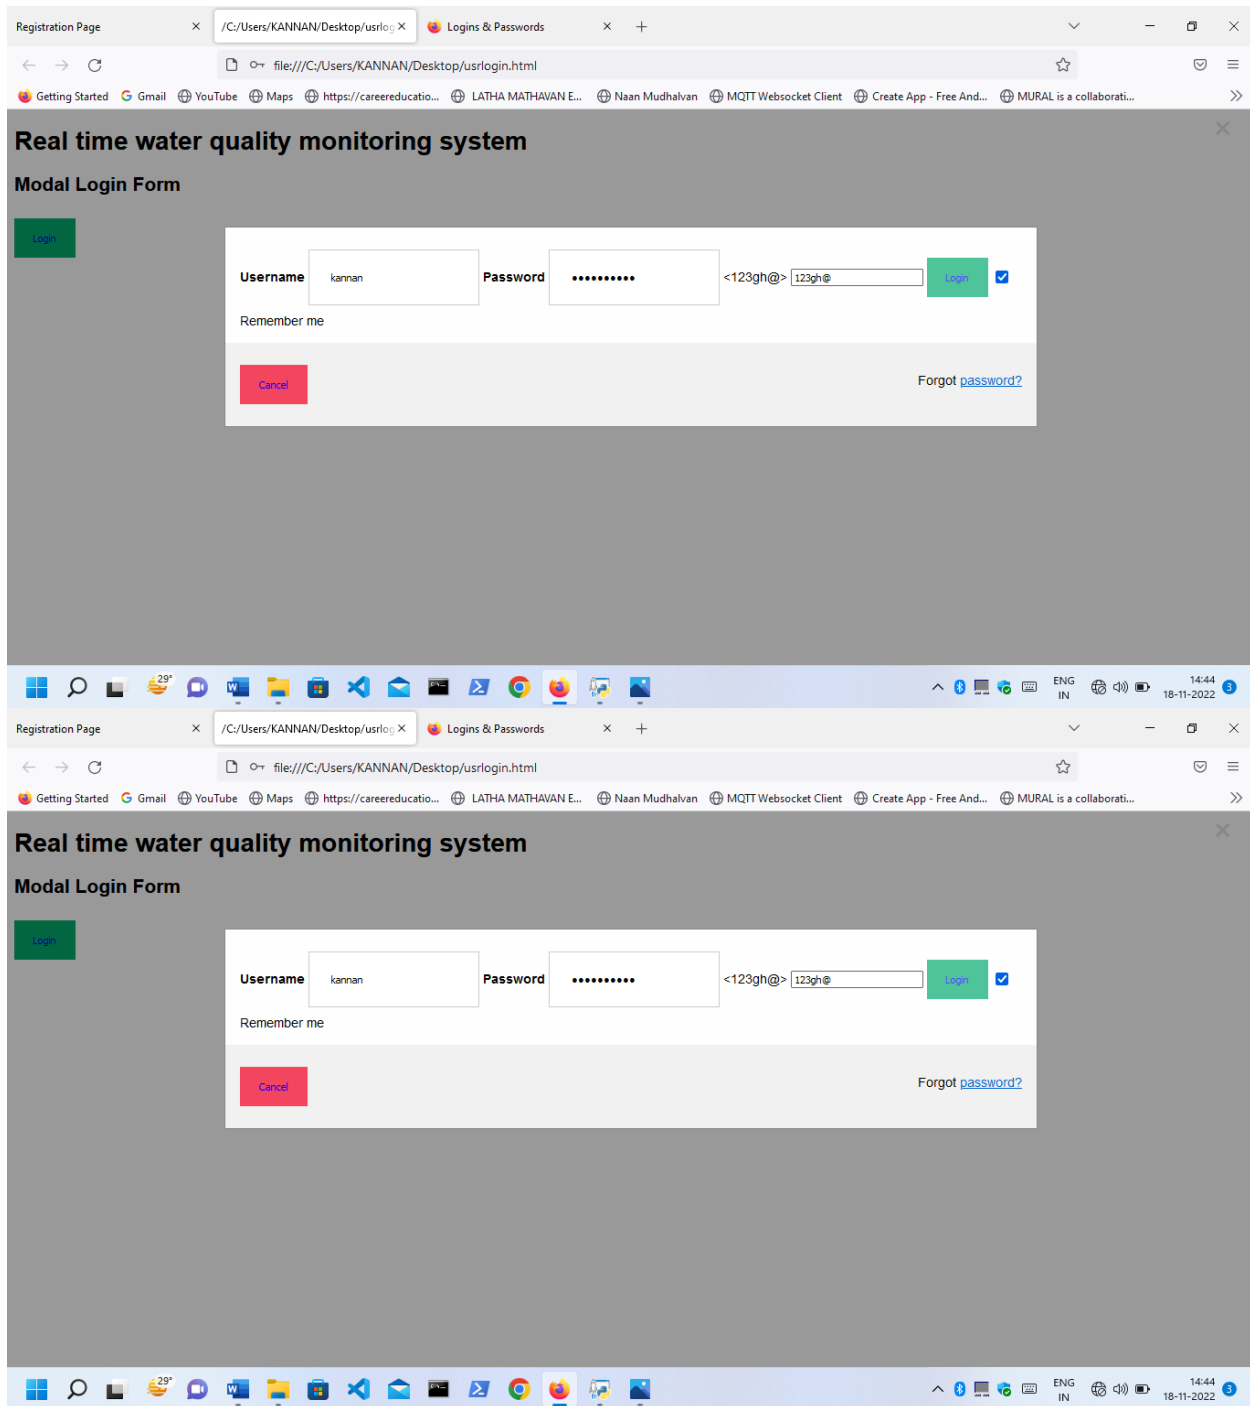 Registration Page
/C:/Users/KANNAN/Desktop/usrlog
Logins & Passwords
file:///C:/Users/KANNAN/Desktop/usrlogin.html
Getting Started Gmail YouTube Maps https://careereducatio... LATHA MATHAVAN E... Naan Mudhalvan MQTT Websocket Client Create App - Free And... MURAL is a collaborati...
Real time water quality monitoring system
Modal Login Form
Login
Username kannan Password •••••••••• <123gh@> 123gh@ Login
Remember me
Cancel Forgot password?
29°
ENG
IN
14:44
18-11-2022
3
Registration Page
/C:/Users/KANNAN/Desktop/usrlog
Logins & Passwords
file:///C:/Users/KANNAN/Desktop/usrlogin.html
Getting Started Gmail YouTube Maps https://careereducatio... LATHA MATHAVAN E... Naan Mudhalvan MQTT Websocket Client Create App - Free And... MURAL is a collaborati...
Real time water quality monitoring system
Modal Login Form
Login
Username kannan Password •••••••••• <123gh@> 123gh@ Login
Remember me
Cancel Forgot password?
29°
ENG
IN
14:44
18-11-2022
3